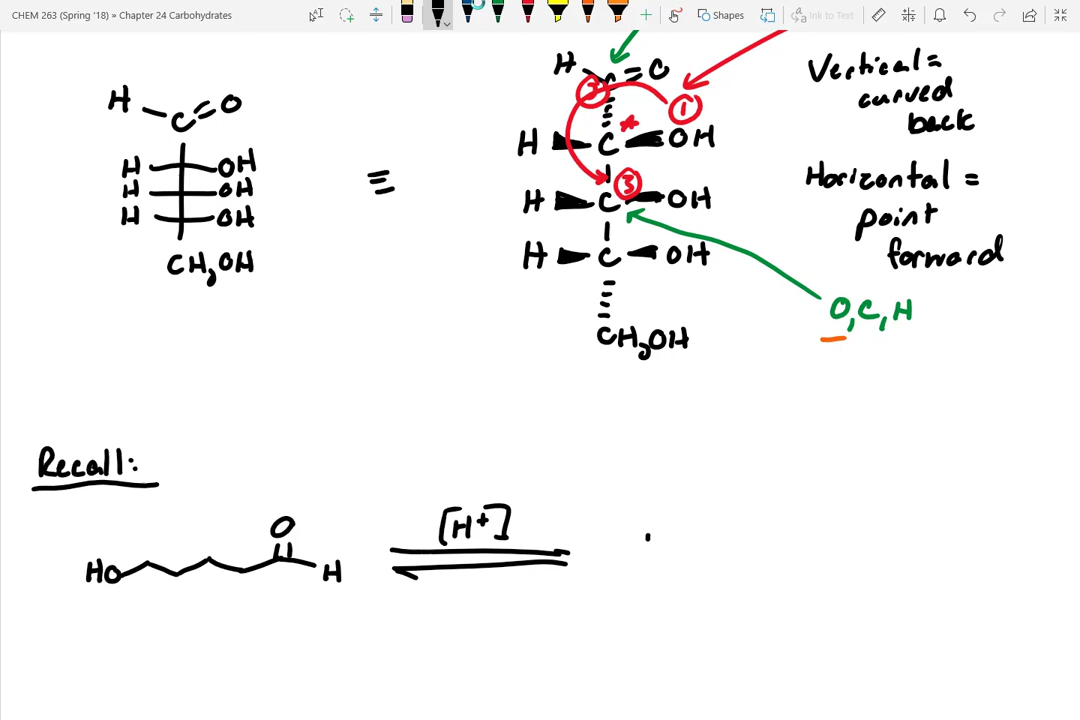 CHEM 263 (Spring '18) » Chapter 24 Carbohydrates
Shapes
Ink to Text
H C=O
H OH
H OH
H OH
CH₂OH
≡
H C=O
② ①
H C* OH
③
H C OH
H C OH
CH₂OH
Vertical =
curved
back
Horizontal =
point
forward
O, C, H
Recall:
HO O H
[H⁺]